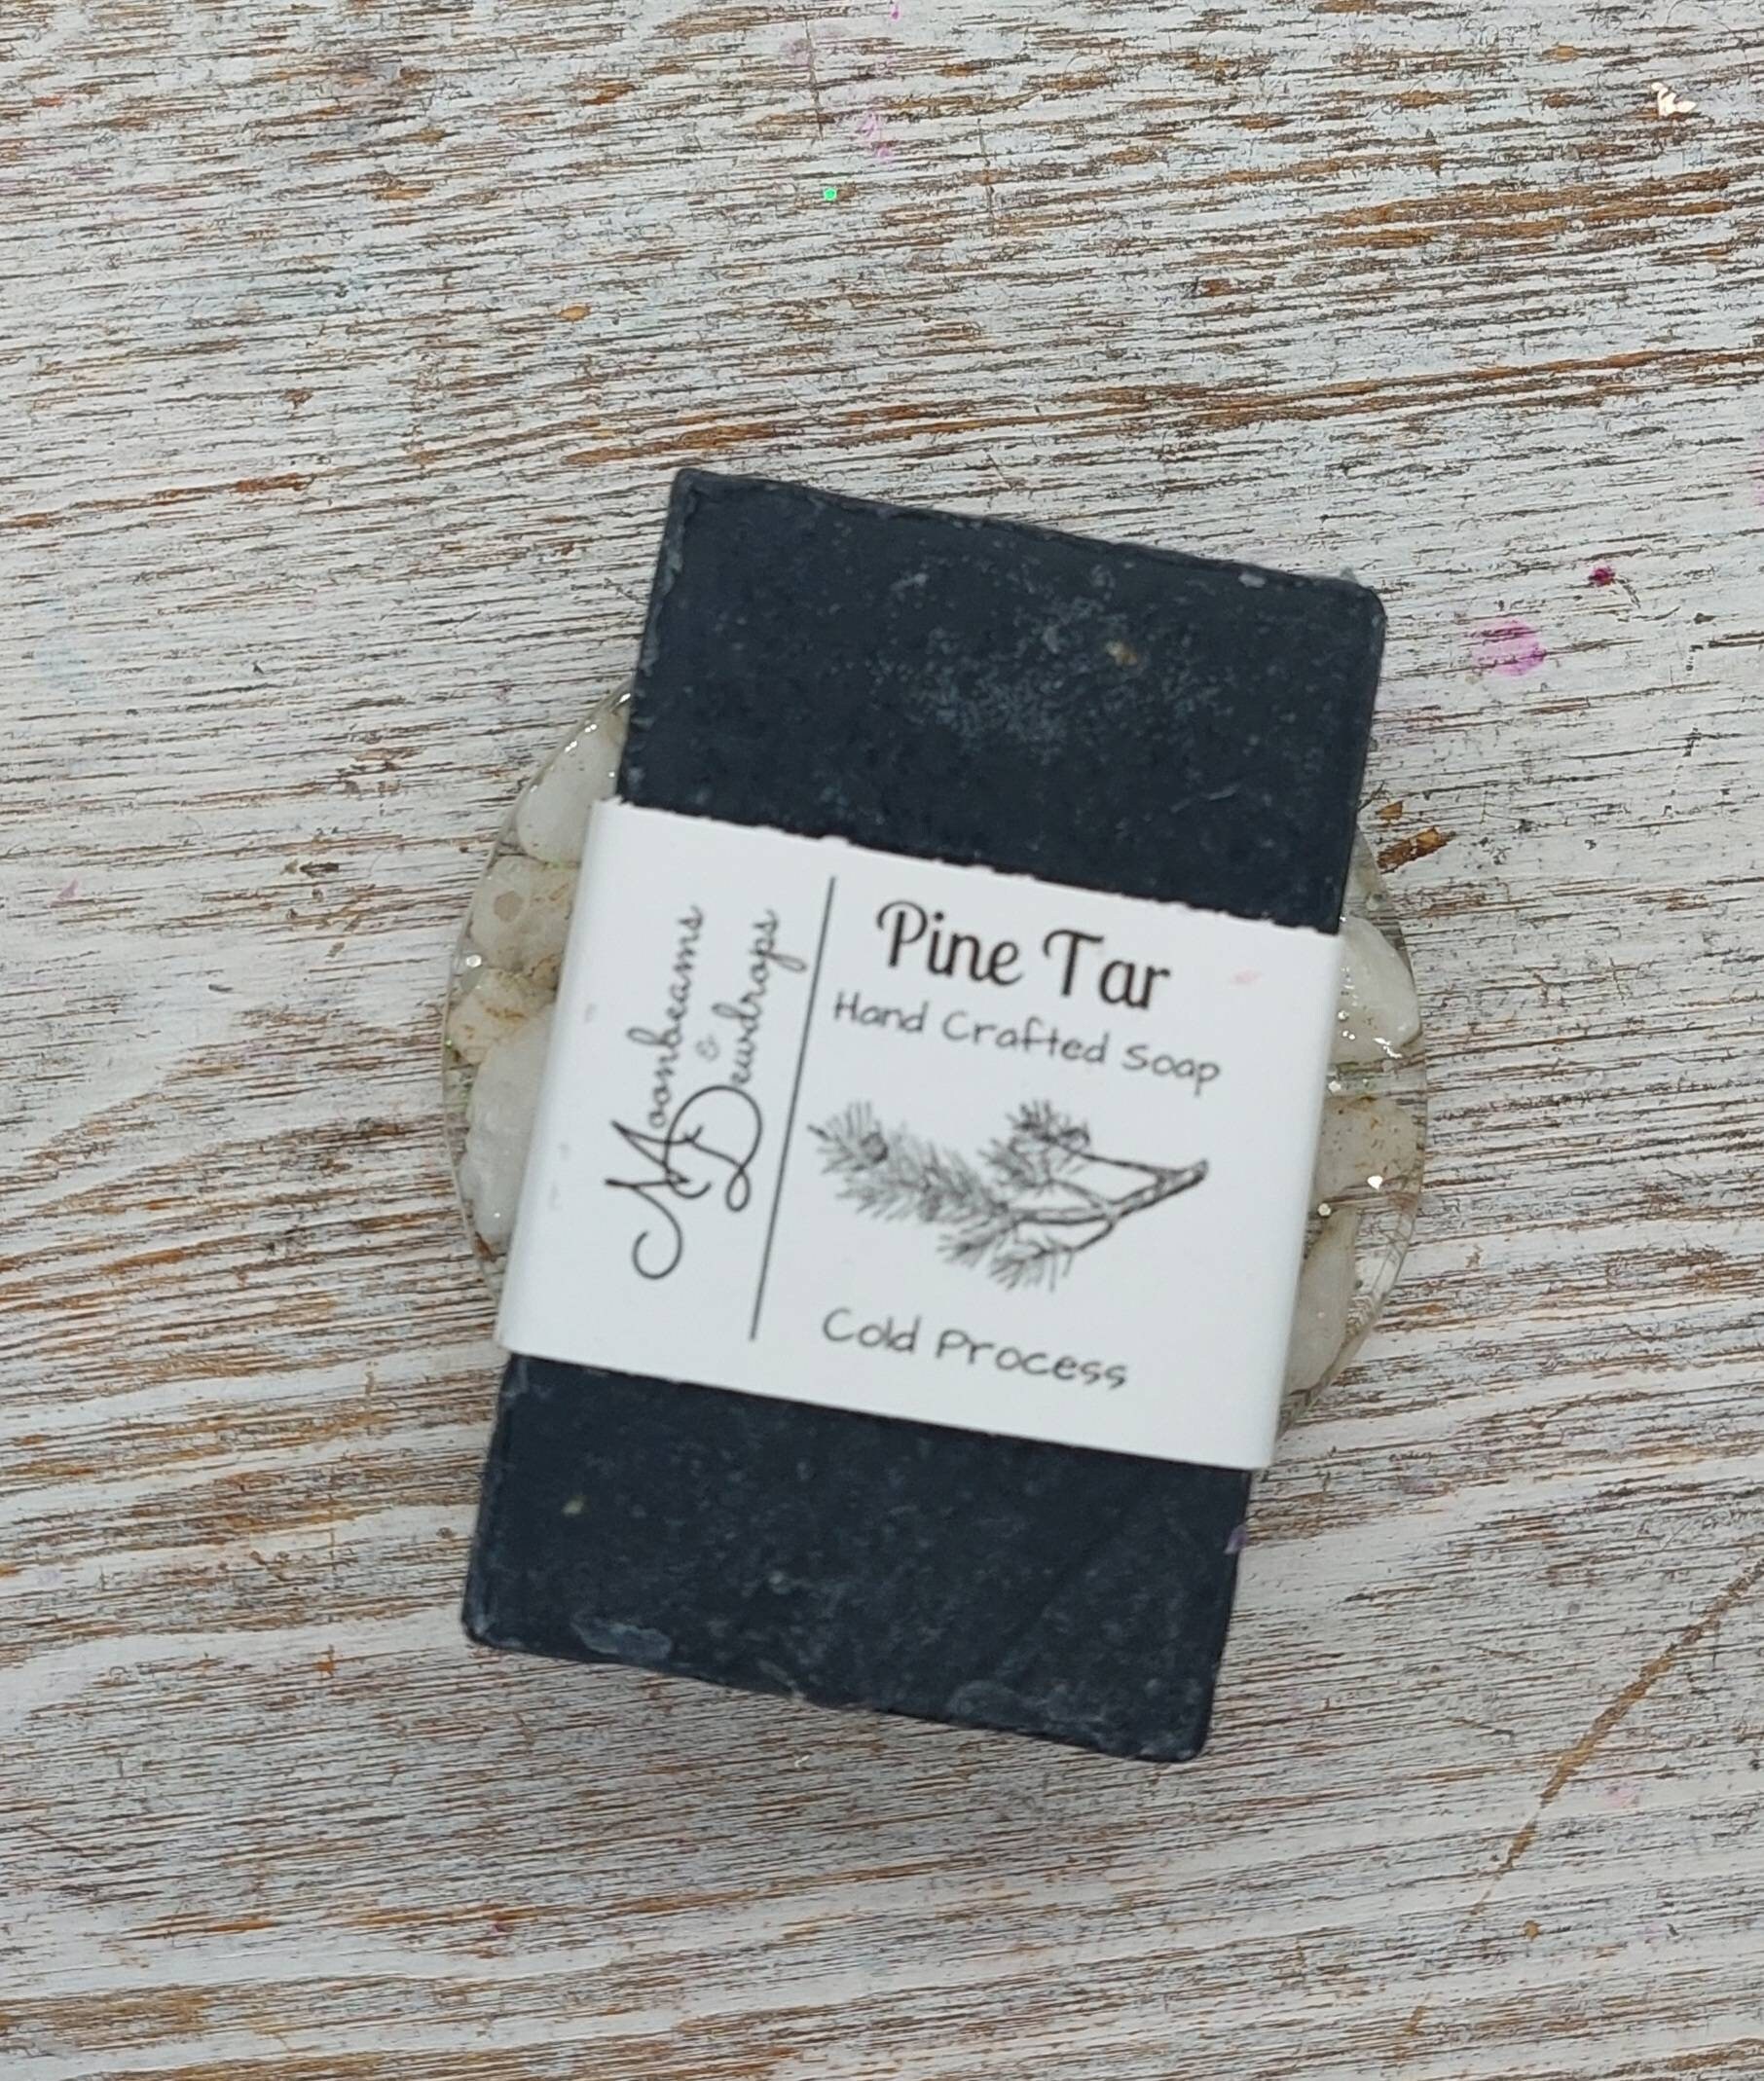 Moonbeams
&
Dewdrops
Pine Tar
Hand Crafted Soap
Cold Process